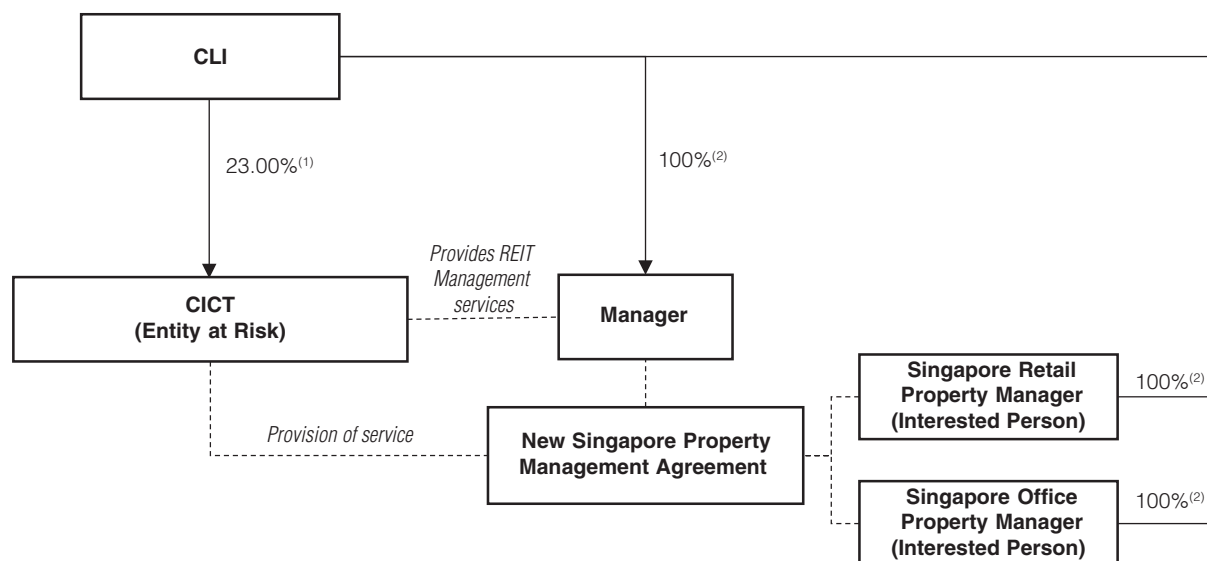 CLI
23.00%(1)
100%(2)
Provides REIT
Management
services
CICT
(Entity at Risk)
Manager
Singapore Retail
Property Manager
(Interested Person)
100%(2)
Provision of service
New Singapore Property
Management Agreement
Singapore Office
Property Manager
(Interested Person)
100%(2)